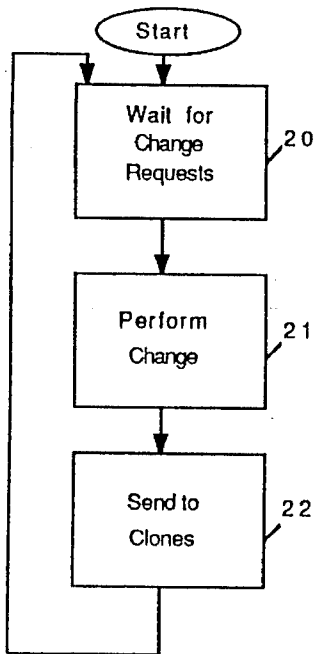 Start
Wait for
Change
Requests
20
Perform
Change
21
Send to
Clones
22